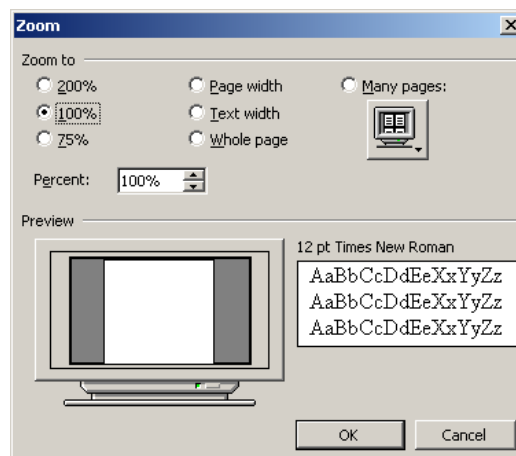 Zoom
Zoom to
200% Page width Many pages:
100% Text width
75% Whole page
Percent: 100%
Preview
12 pt Times New Roman
AaBbCcDdEeXxYyZz
AaBbCcDdEeXxYyZz
AaBbCcDdEeXxYyZz
OK Cancel